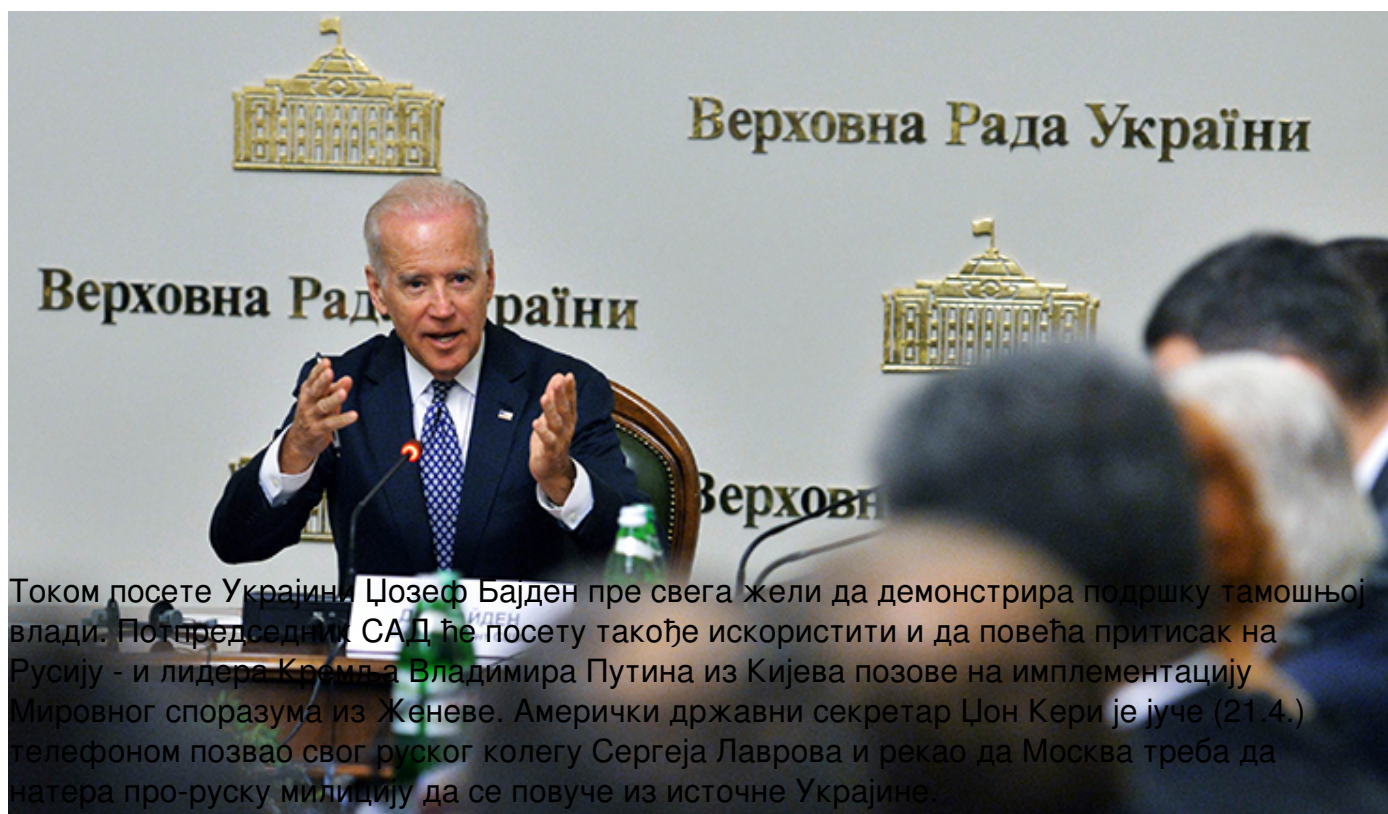 Верховна Рада України
Верховна Рад раїни
Верховн
ЙДЕН
Током посете Украјини Џозеф Бајден пре свега жели да демонстрира подршку тамошњој
влади. Потпредседник САД ће посету такође искористити и да повећа притисак на
Русију - и лидера Кремља Владимира Путина из Кијева позове на имплементацију
Мировног споразума из Женеве. Амерички државни секретар Џон Кери је јуче (21.4.)
телефоном позвао свог руског колегу Сергеја Лаврова и рекао да Москва треба да
натера про-руску милицију да се повуче из источне Украјине.